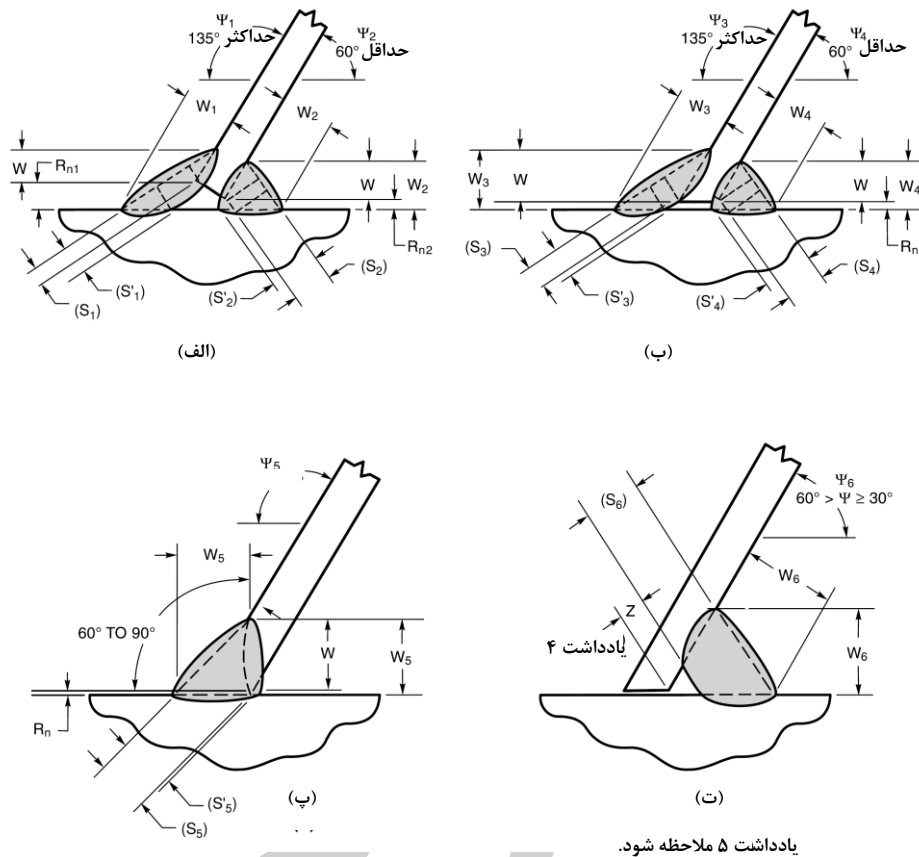 Ψ1
حداکثر 135°
Ψ2
حداقل 60°
W1
W2
W
Rn1
W
W2
Rn2
(S1)
(S'1)
(S'2)
(S2)
(الف)
Ψ3
حداکثر 135°
Ψ4
حداقل 60°
W3
W4
W3
W
W
W4
Rn
(S3)
(S'3)
(S'4)
(S4)
(ب)
Ψ5
W5
60° TO 90°
W
W5
Rn
(S'5)
(S5)
(پ)
Ψ6
60° > Ψ ≥ 30°
(S6)
W6
Z
یادداشت ۴
W6
(ت)
یادداشت ۵ ملاحظه شود.